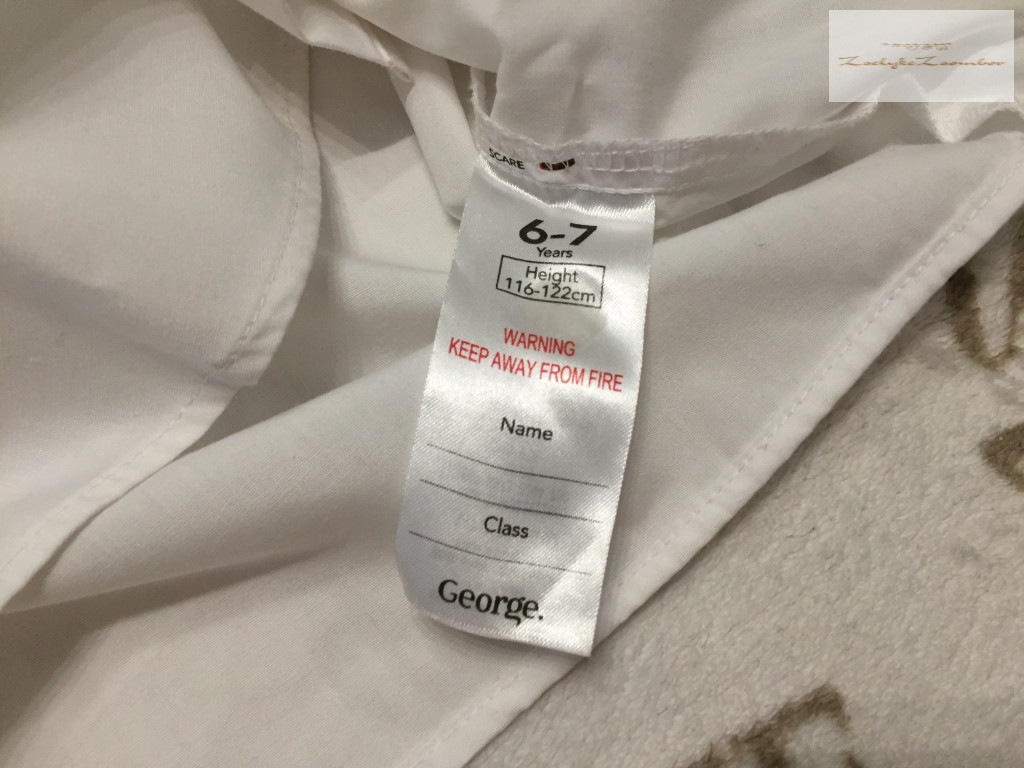 SCARE
6-7
Years
Height
116-122cm
WARNING
KEEP AWAY FROM FIRE
Name
Class
George.